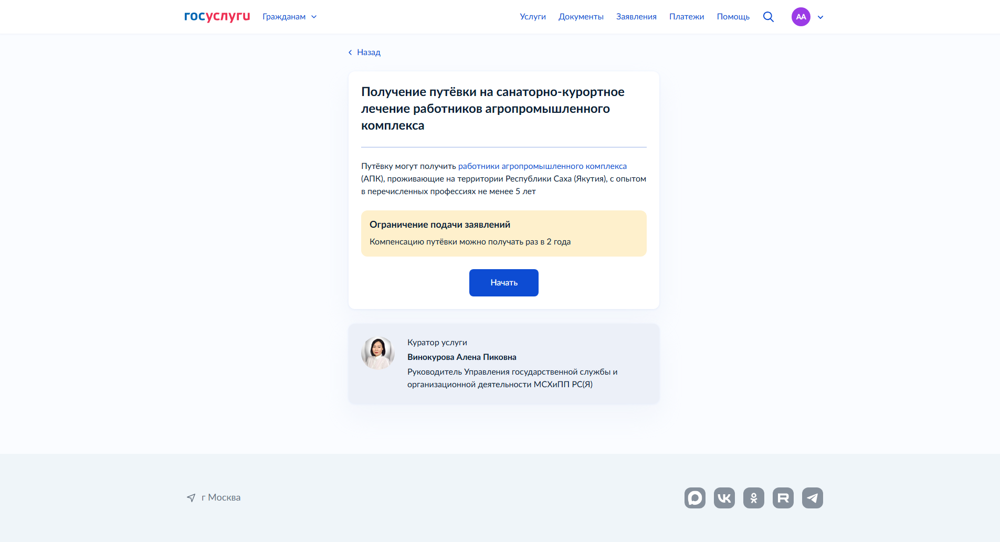 госуслуги
Гражданам
Услуги
Документы
Заявления
Платежи
Помощь
АА
Назад
Получение путёвки на санаторно-курортное
лечение работников агропромышленного
комплекса
Путёвку могут получить работники агропромышленного комплекса
(АПК), проживающие на территории Республики Саха (Якутия), с опытом
в перечисленных профессиях не менее 5 лет
Ограничение подачи заявлений
Компенсацию путёвки можно получать раз в 2 года
Начать
Куратор услуги
Винокурова Алена Пиковна
Руководитель Управления государственной службы и
организационной деятельности МСХиПП РС(Я)
г Москва